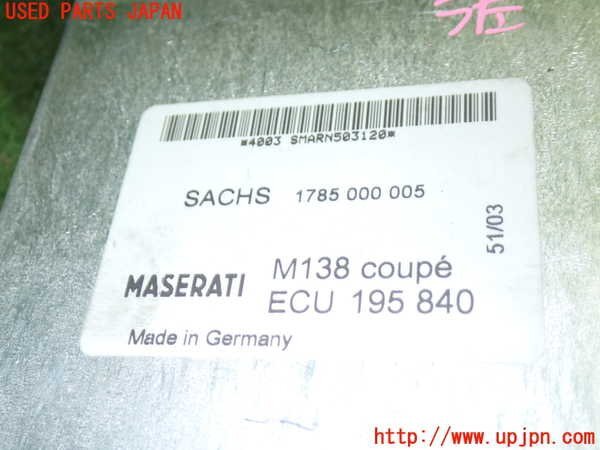 USED PARTS JAPAN
*4003 SMARN503120*
SACHS 1785 000 005
51/03
MASERATI M138 coupé
ECU 195 840
Made in Germany
http://www.upjpn.com/